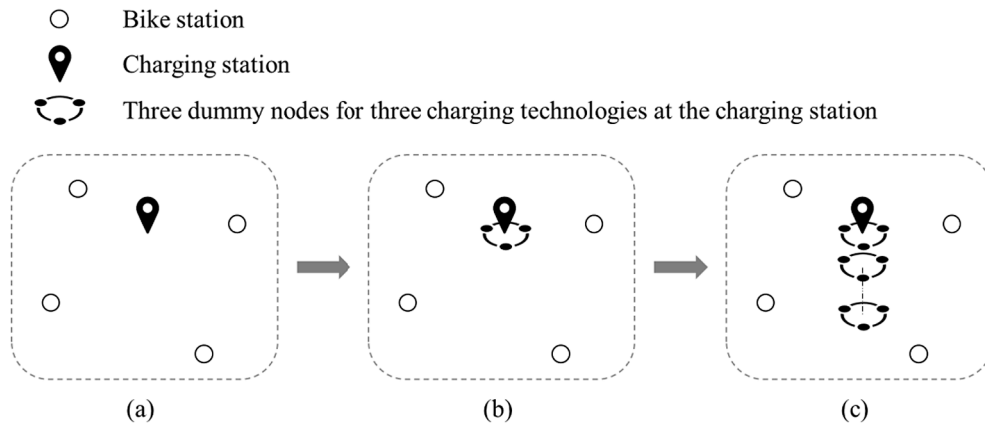 Bike station
Charging station
Three dummy nodes for three charging technologies at the charging station
(a)
(b)
(c)